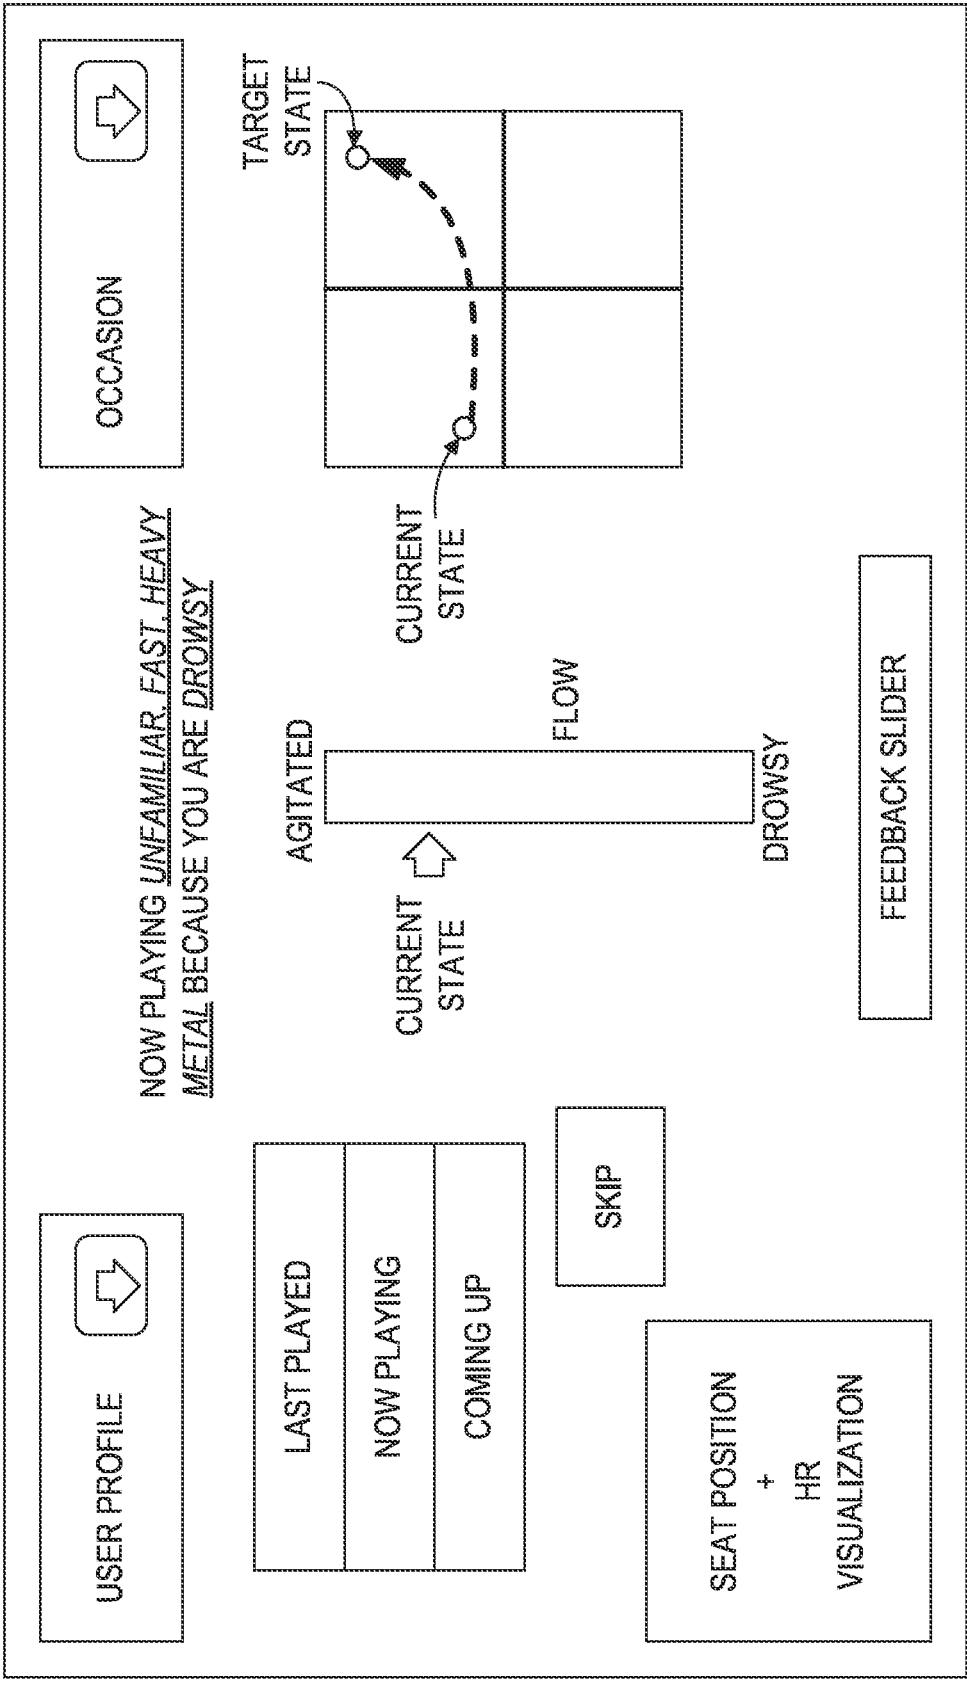 USER PROFILE
NOW PLAYING UNFAMILIAR, FAST, HEAVY
METAL BECAUSE YOU ARE DROWSY
OCCASION
LAST PLAYED
NOW PLAYING
COMING UP
SKIP
SEAT POSITION
+
HR
VISUALIZATION
AGITATED
CURRENT
STATE
FLOW
DROWSY
FEEDBACK SLIDER
TARGET
STATE
CURRENT
STATE